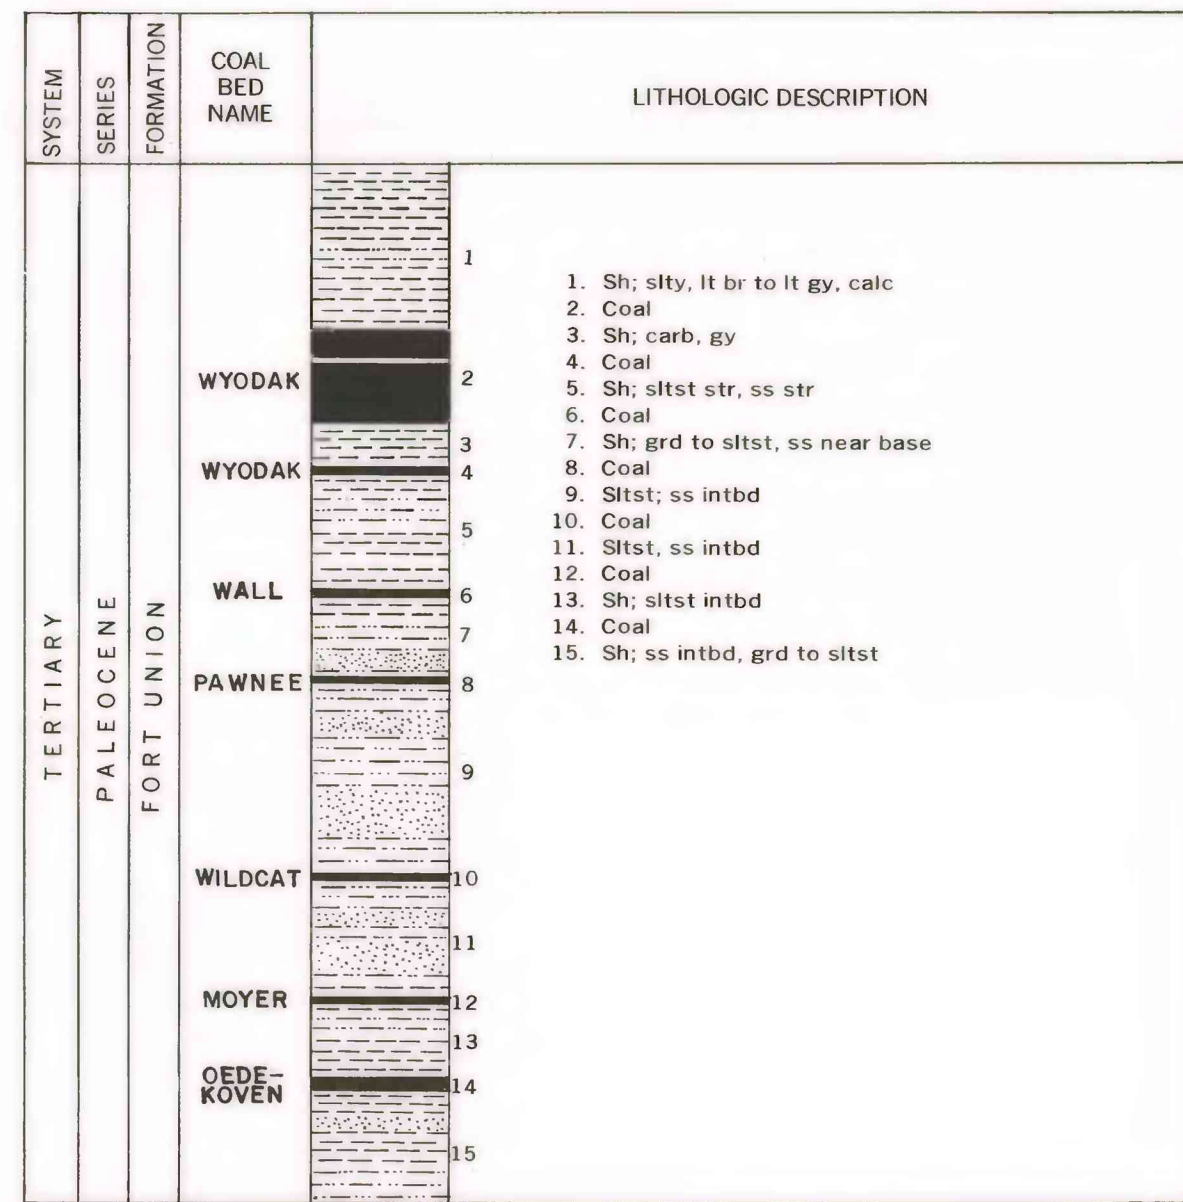 SYSTEM
SERIES
FORMATION
COAL
BED
NAME
LITHOLOGIC DESCRIPTION
TERTIARY
PALEOCENE
FORT UNION
WYODAK
WYODAK
WALL
PAWNEE
WILDCAT
MOYER
OEDE-
KOVEN
1
2
3
4
5
6
7
8
9
10
11
12
13
14
15
1. Sh; slty, lt br to lt gy, calc
2. Coal
3. Sh; carb, gy
4. Coal
5. Sh; sltst str, ss str
6. Coal
7. Sh; grd to sltst, ss near base
8. Coal
9. Sltst; ss intbd
10. Coal
11. Sltst, ss intbd
12. Coal
13. Sh; sltst intbd
14. Coal
15. Sh; ss intbd, grd to sltst